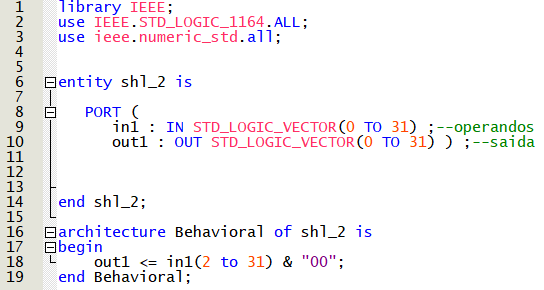 1 library IEEE;
2 use IEEE.STD_LOGIC_1164.ALL;
3 use ieee.numeric_std.all;
4
5
6 entity shl_2 is
7
8 PORT (
9 in1 : IN STD_LOGIC_VECTOR(0 TO 31) ;--operandos
10 out1 : OUT STD_LOGIC_VECTOR(0 TO 31) ) ;--saida
11
12
13
14 end shl_2;
15
16 architecture Behavioral of shl_2 is
17 begin
18 out1 <= in1(2 to 31) & "00";
19 end Behavioral;